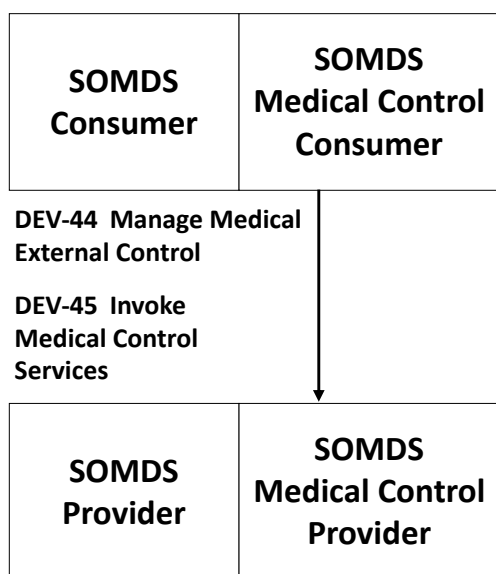 SOMDS
Consumer
SOMDS
Medical Control
Consumer
DEV-44 Manage Medical
External Control
DEV-45 Invoke
Medical Control
Services
SOMDS
Provider
SOMDS
Medical Control
Provider